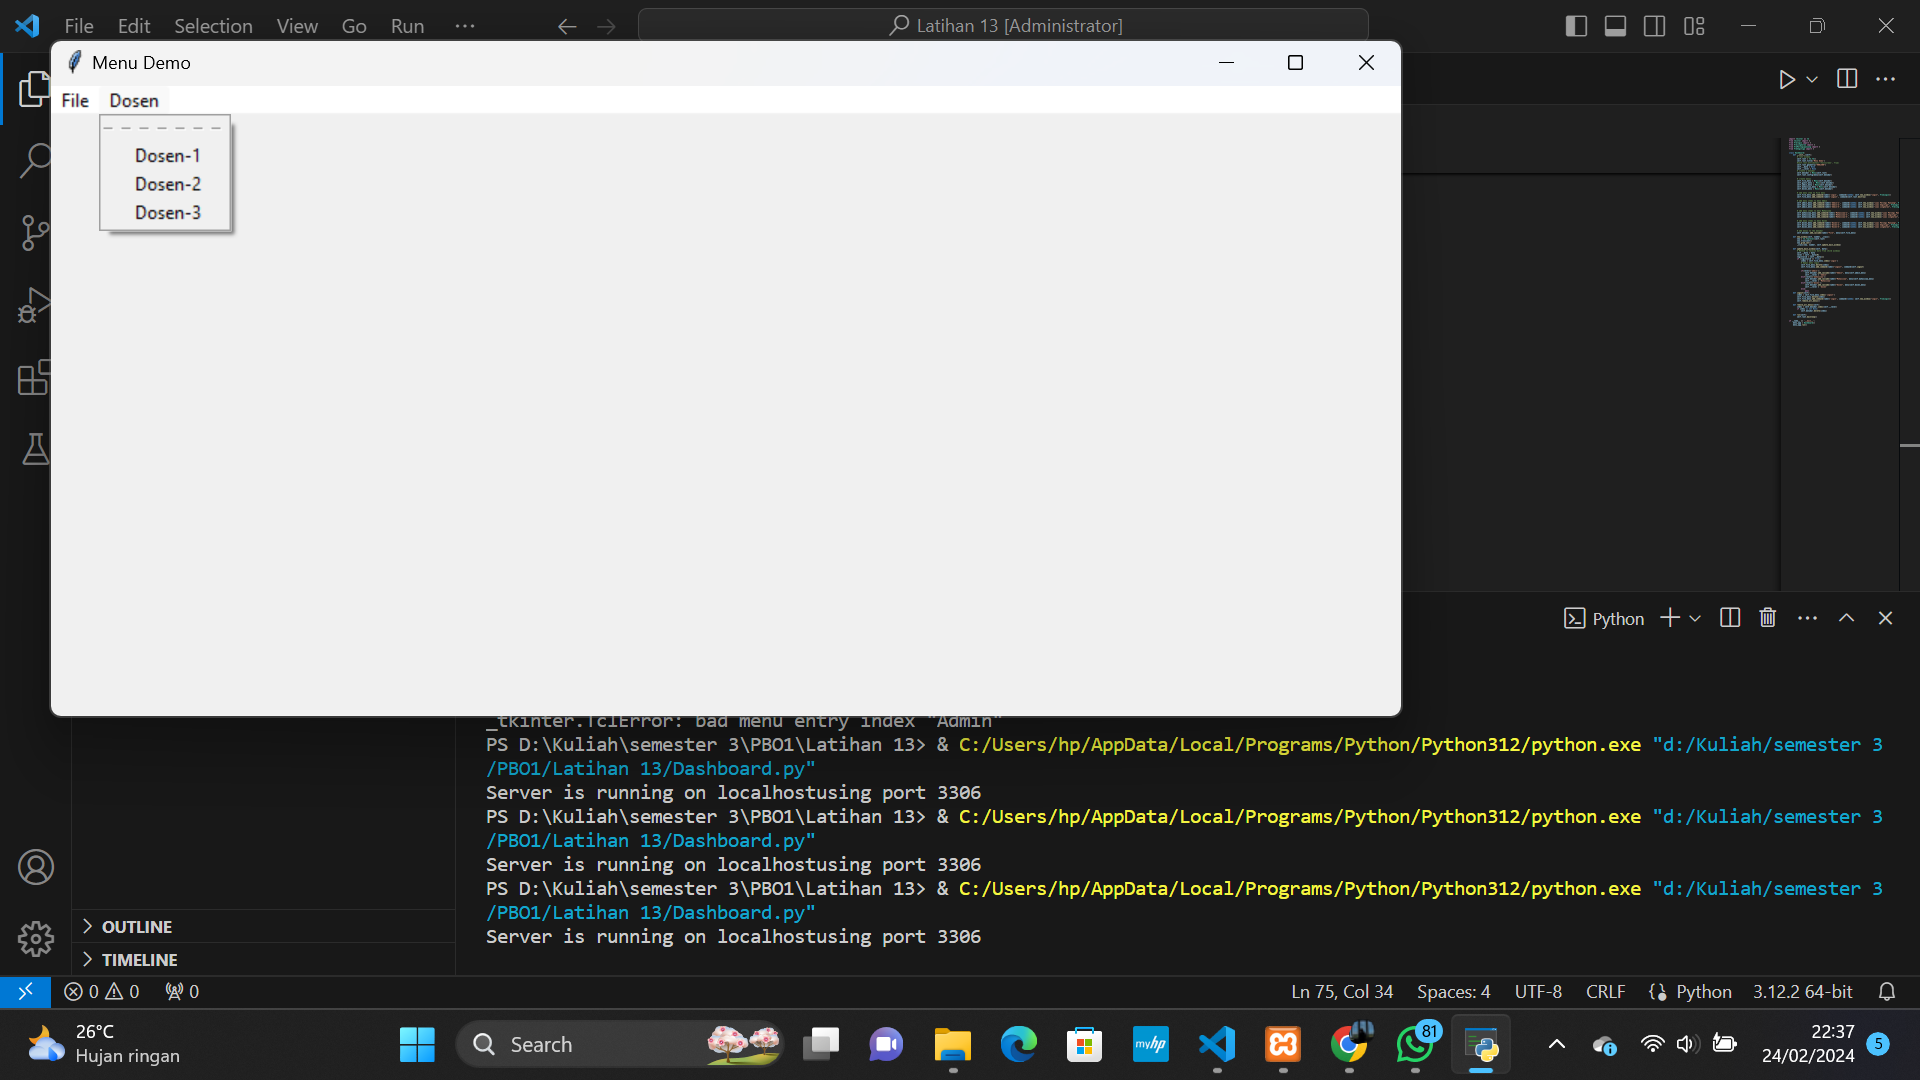 File Edit Selection View Go Run ... Latihan 13 [Administrator]
Menu Demo
File Dosen
Dosen-1
Dosen-2
Dosen-3
Python
_tkinter.TclError: bad menu entry index "Admin"
PS D:\Kuliah\semester 3\PBO1\Latihan 13> & C:/Users/hp/AppData/Local/Programs/Python/Python312/python.exe "d:/Kuliah/semester 3
/PBO1/Latihan 13/Dashboard.py"
Server is running on localhostusing port 3306
PS D:\Kuliah\semester 3\PBO1\Latihan 13> & C:/Users/hp/AppData/Local/Programs/Python/Python312/python.exe "d:/Kuliah/semester 3
/PBO1/Latihan 13/Dashboard.py"
Server is running on localhostusing port 3306
PS D:\Kuliah\semester 3\PBO1\Latihan 13> & C:/Users/hp/AppData/Local/Programs/Python/Python312/python.exe "d:/Kuliah/semester 3
/PBO1/Latihan 13/Dashboard.py"
Server is running on localhostusing port 3306
OUTLINE
TIMELINE
0 0 0 Ln 75, Col 34 Spaces: 4 UTF-8 CRLF Python 3.12.2 64-bit
26°C
Hujan ringan
Search
myhp
81
22:37
24/02/2024
5